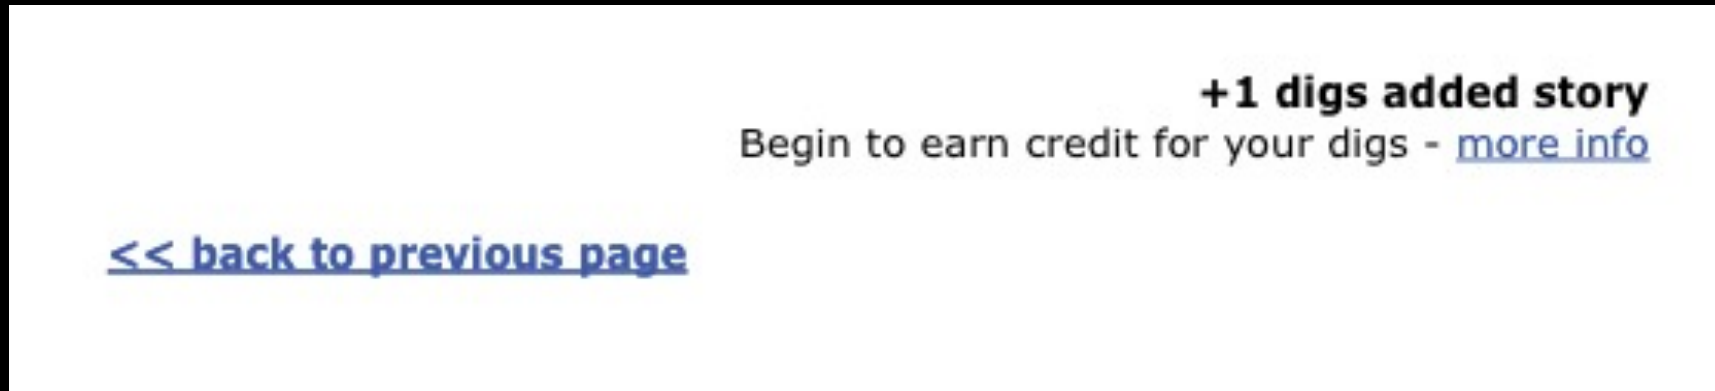 +1 digs added story
Begin to earn credit for your digs - more info
<< back to previous page